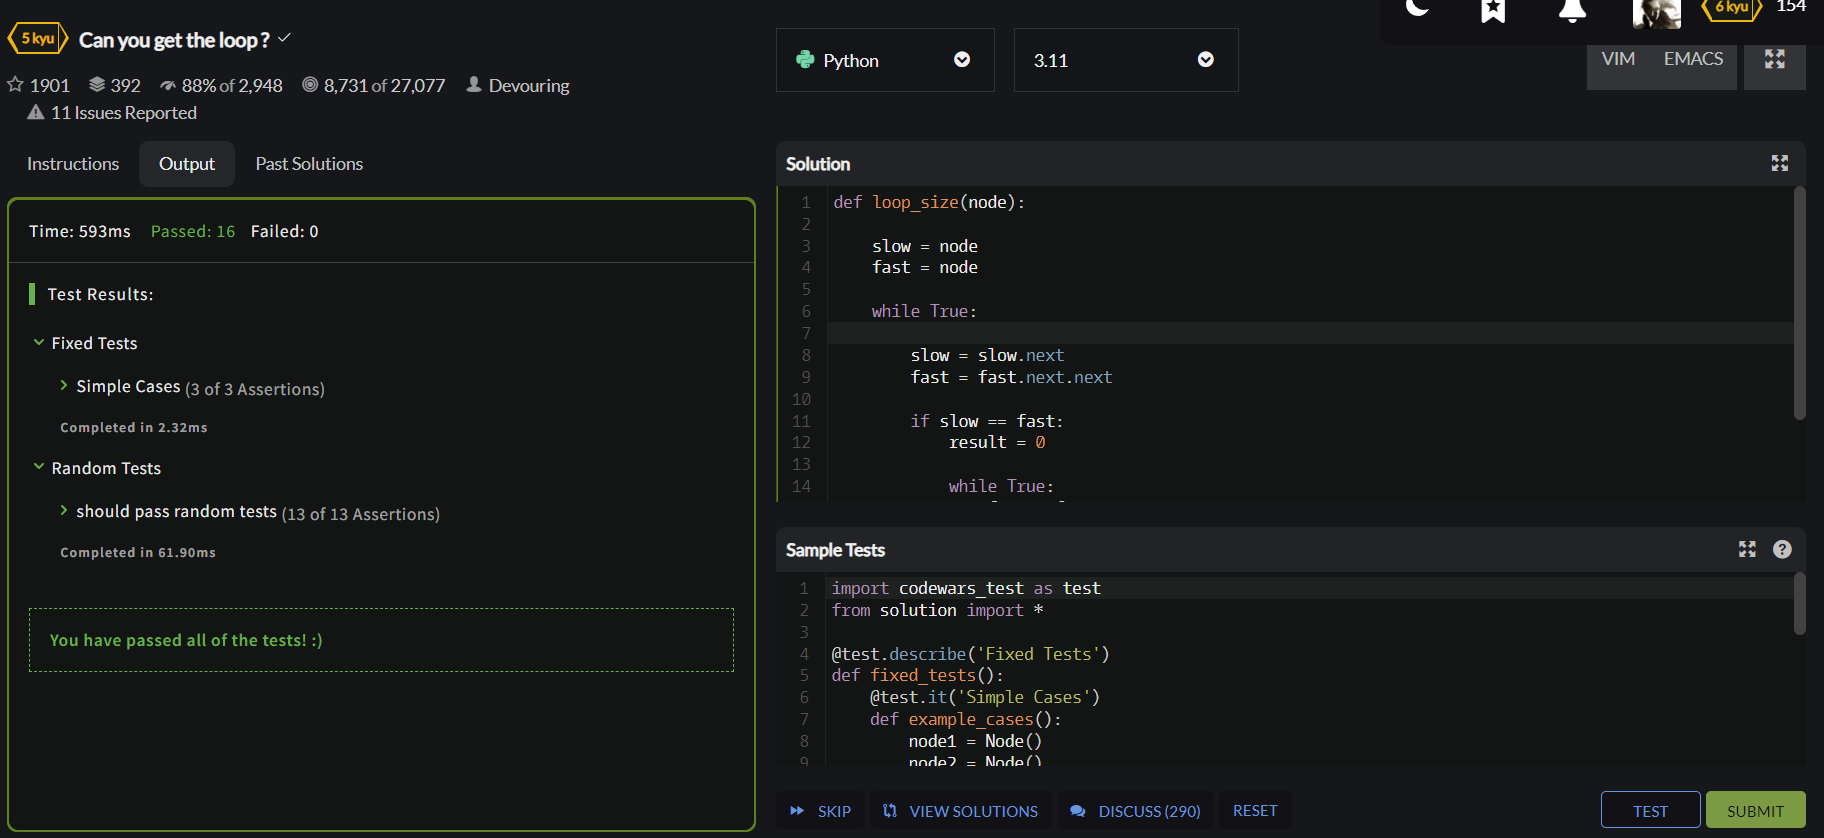 5 kyu Can you get the loop ?
1901 392 88% of 2,948 8,731 of 27,077 Devouring
11 Issues Reported
Instructions Output Past Solutions
Time: 593ms Passed: 16 Failed: 0
Test Results:
Fixed Tests
Simple Cases (3 of 3 Assertions)
Completed in 2.32ms
Random Tests
should pass random tests (13 of 13 Assertions)
Completed in 61.90ms
You have passed all of the tests! :)
6 kyu 154
Python 3.11 VIM EMACS
Solution
1 def loop_size(node):
2
3 slow = node
4 fast = node
5
6 while True:
7
8 slow = slow.next
9 fast = fast.next.next
10
11 if slow == fast:
12 result = 0
13
14 while True:
Sample Tests
1 import codewars_test as test
2 from solution import *
3
4 @test.describe('Fixed Tests')
5 def fixed_tests():
6 @test.it('Simple Cases')
7 def example_cases():
8 node1 = Node()
9 node2 = Node()
SKIP VIEW SOLUTIONS DISCUSS (290) RESET TEST SUBMIT